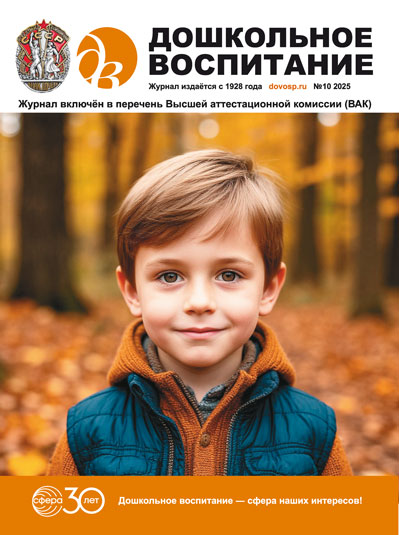 ДОШКОЛЬНОЕ
ВОСПИТАНИЕ
Журнал издаётся с 1928 года dovosp.ru №10 2025
Журнал включён в перечень Высшей аттестационной комиссии (ВАК)
сфера 30 лет Дошкольное воспитание — сфера наших интересов!